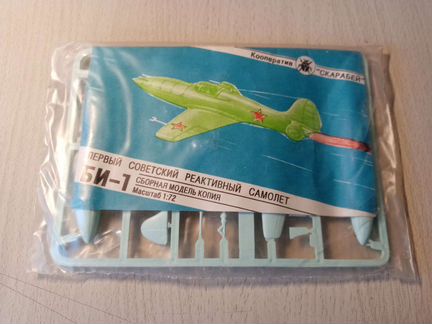 Кооператив "СКАРАБЕЙ"
ПЕРВЫЙ СОВЕТСКИЙ РЕАКТИВНЫЙ САМОЛЕТ
БИ-1
СБОРНАЯ МОДЕЛЬ КОПИЯ
Масштаб 1:72